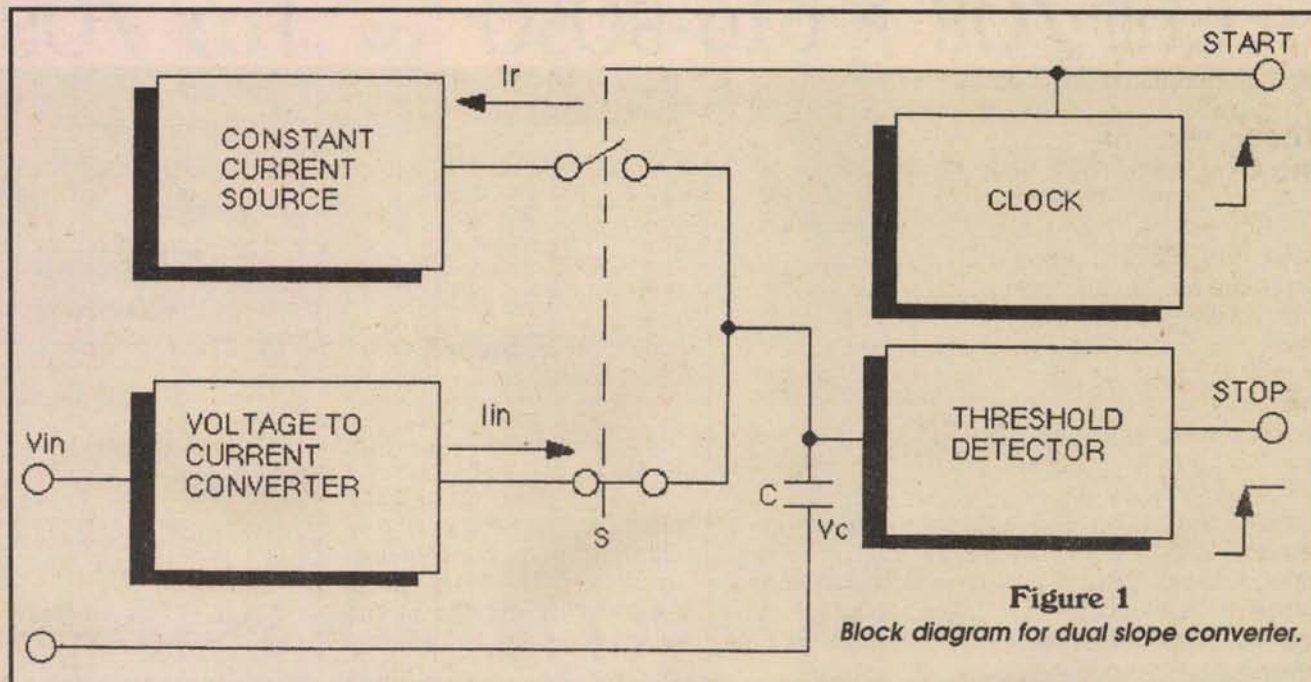 START
Ir
CONSTANT
CURRENT
SOURCE
CLOCK
Vin
VOLTAGE TO
CURRENT
CONVERTER
Iin
S
C
Vc
THRESHOLD
DETECTOR
STOP
Figure 1
Block diagram for dual slope converter.